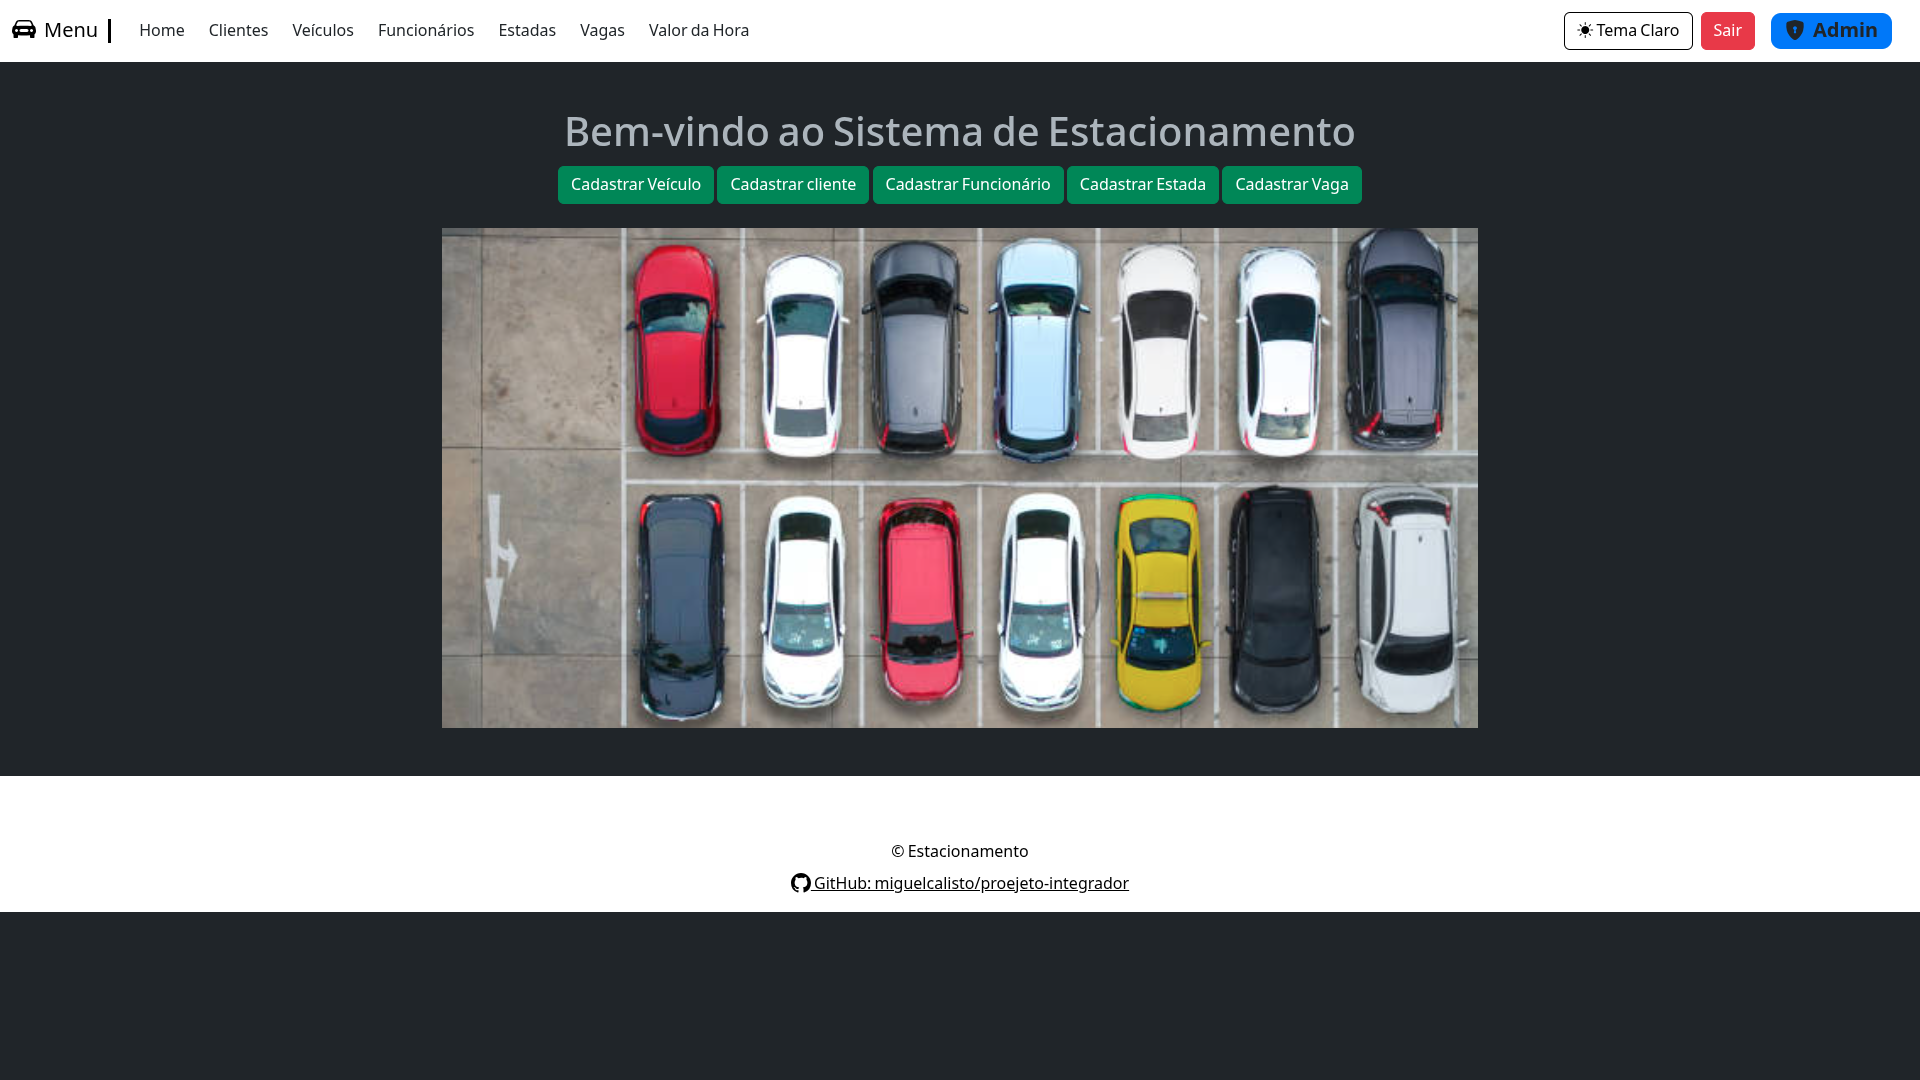 Menu Home Clientes Veículos Funcionários Estadas Vagas Valor da Hora Tema Claro Sair Admin
Bem-vindo ao Sistema de Estacionamento
Cadastrar Veículo Cadastrar cliente Cadastrar Funcionário Cadastrar Estada Cadastrar Vaga
© Estacionamento
GitHub: miguelcalisto/proejeto-integrador